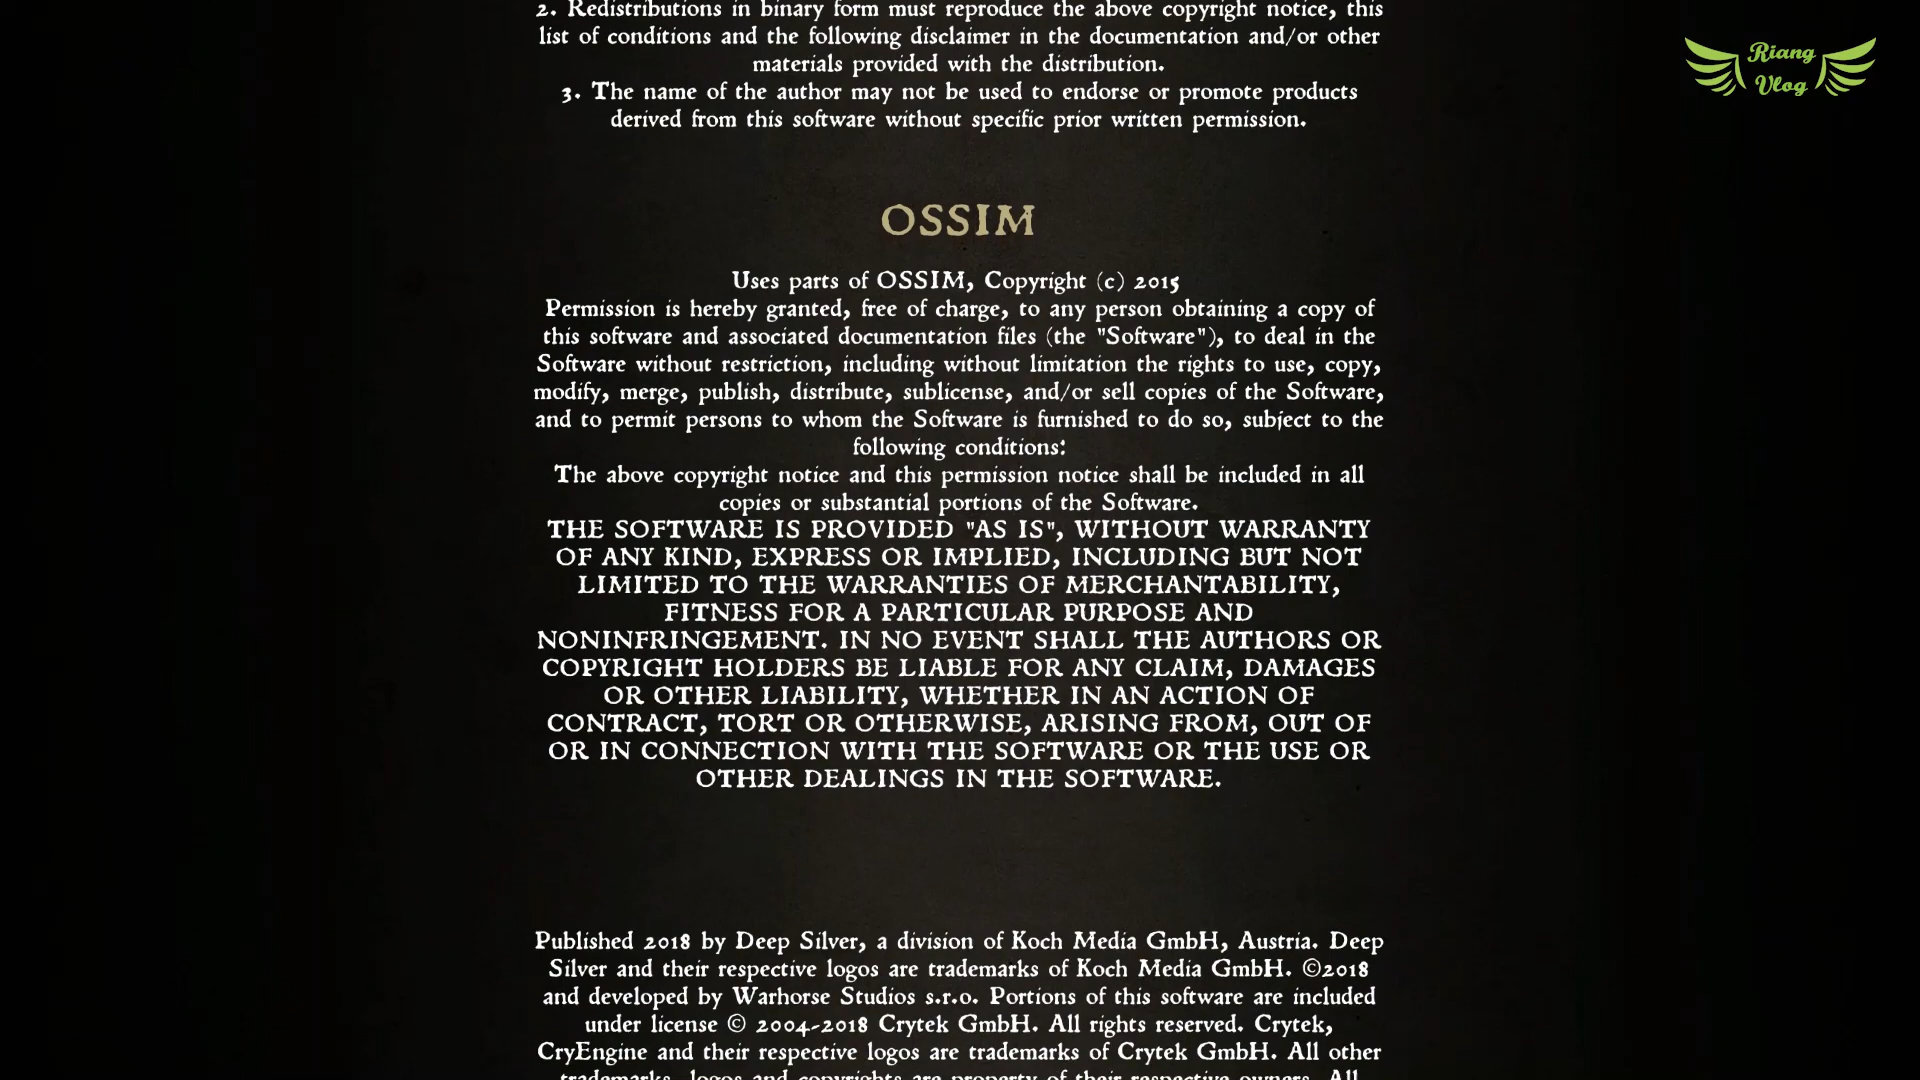 2. Redistributions in binary form must reproduce the above copyright notice, this
list of conditions and the following disclaimer in the documentation and/or other
materials provided with the distribution.
3. The name of the author may not be used to endorse or promote products
derived from this software without specific prior written permission.
Riang
Vlog
OSSIM
Uses parts of OSSIM, Copyright (c) 2015
Permission is hereby granted, free of charge, to any person obtaining a copy of
this software and associated documentation files (the "Software"), to deal in the
Software without restriction, including without limitation the rights to use, copy,
modify, merge, publish, distribute, sublicense, and/or sell copies of the Software,
and to permit persons to whom the Software is furnished to do so, subject to the
following conditions:
The above copyright notice and this permission notice shall be included in all
copies or substantial portions of the Software.
THE SOFTWARE IS PROVIDED "AS IS", WITHOUT WARRANTY
OF ANY KIND, EXPRESS OR IMPLIED, INCLUDING BUT NOT
LIMITED TO THE WARRANTIES OF MERCHANTABILITY,
FITNESS FOR A PARTICULAR PURPOSE AND
NONINFRINGEMENT. IN NO EVENT SHALL THE AUTHORS OR
COPYRIGHT HOLDERS BE LIABLE FOR ANY CLAIM, DAMAGES
OR OTHER LIABILITY, WHETHER IN AN ACTION OF
CONTRACT, TORT OR OTHERWISE, ARISING FROM, OUT OF
OR IN CONNECTION WITH THE SOFTWARE OR THE USE OR
OTHER DEALINGS IN THE SOFTWARE.
Published 2018 by Deep Silver, a division of Koch Media GmbH, Austria. Deep
Silver and their respective logos are trademarks of Koch Media GmbH. ©2018
and developed by Warhorse Studios s.r.o. Portions of this software are included
under license © 2004-2018 Crytek GmbH. All rights reserved. Crytek,
CryEngine and their respective logos are trademarks of Crytek GmbH. All other
trademarks, logos and copyrights are property of their respective owners. All